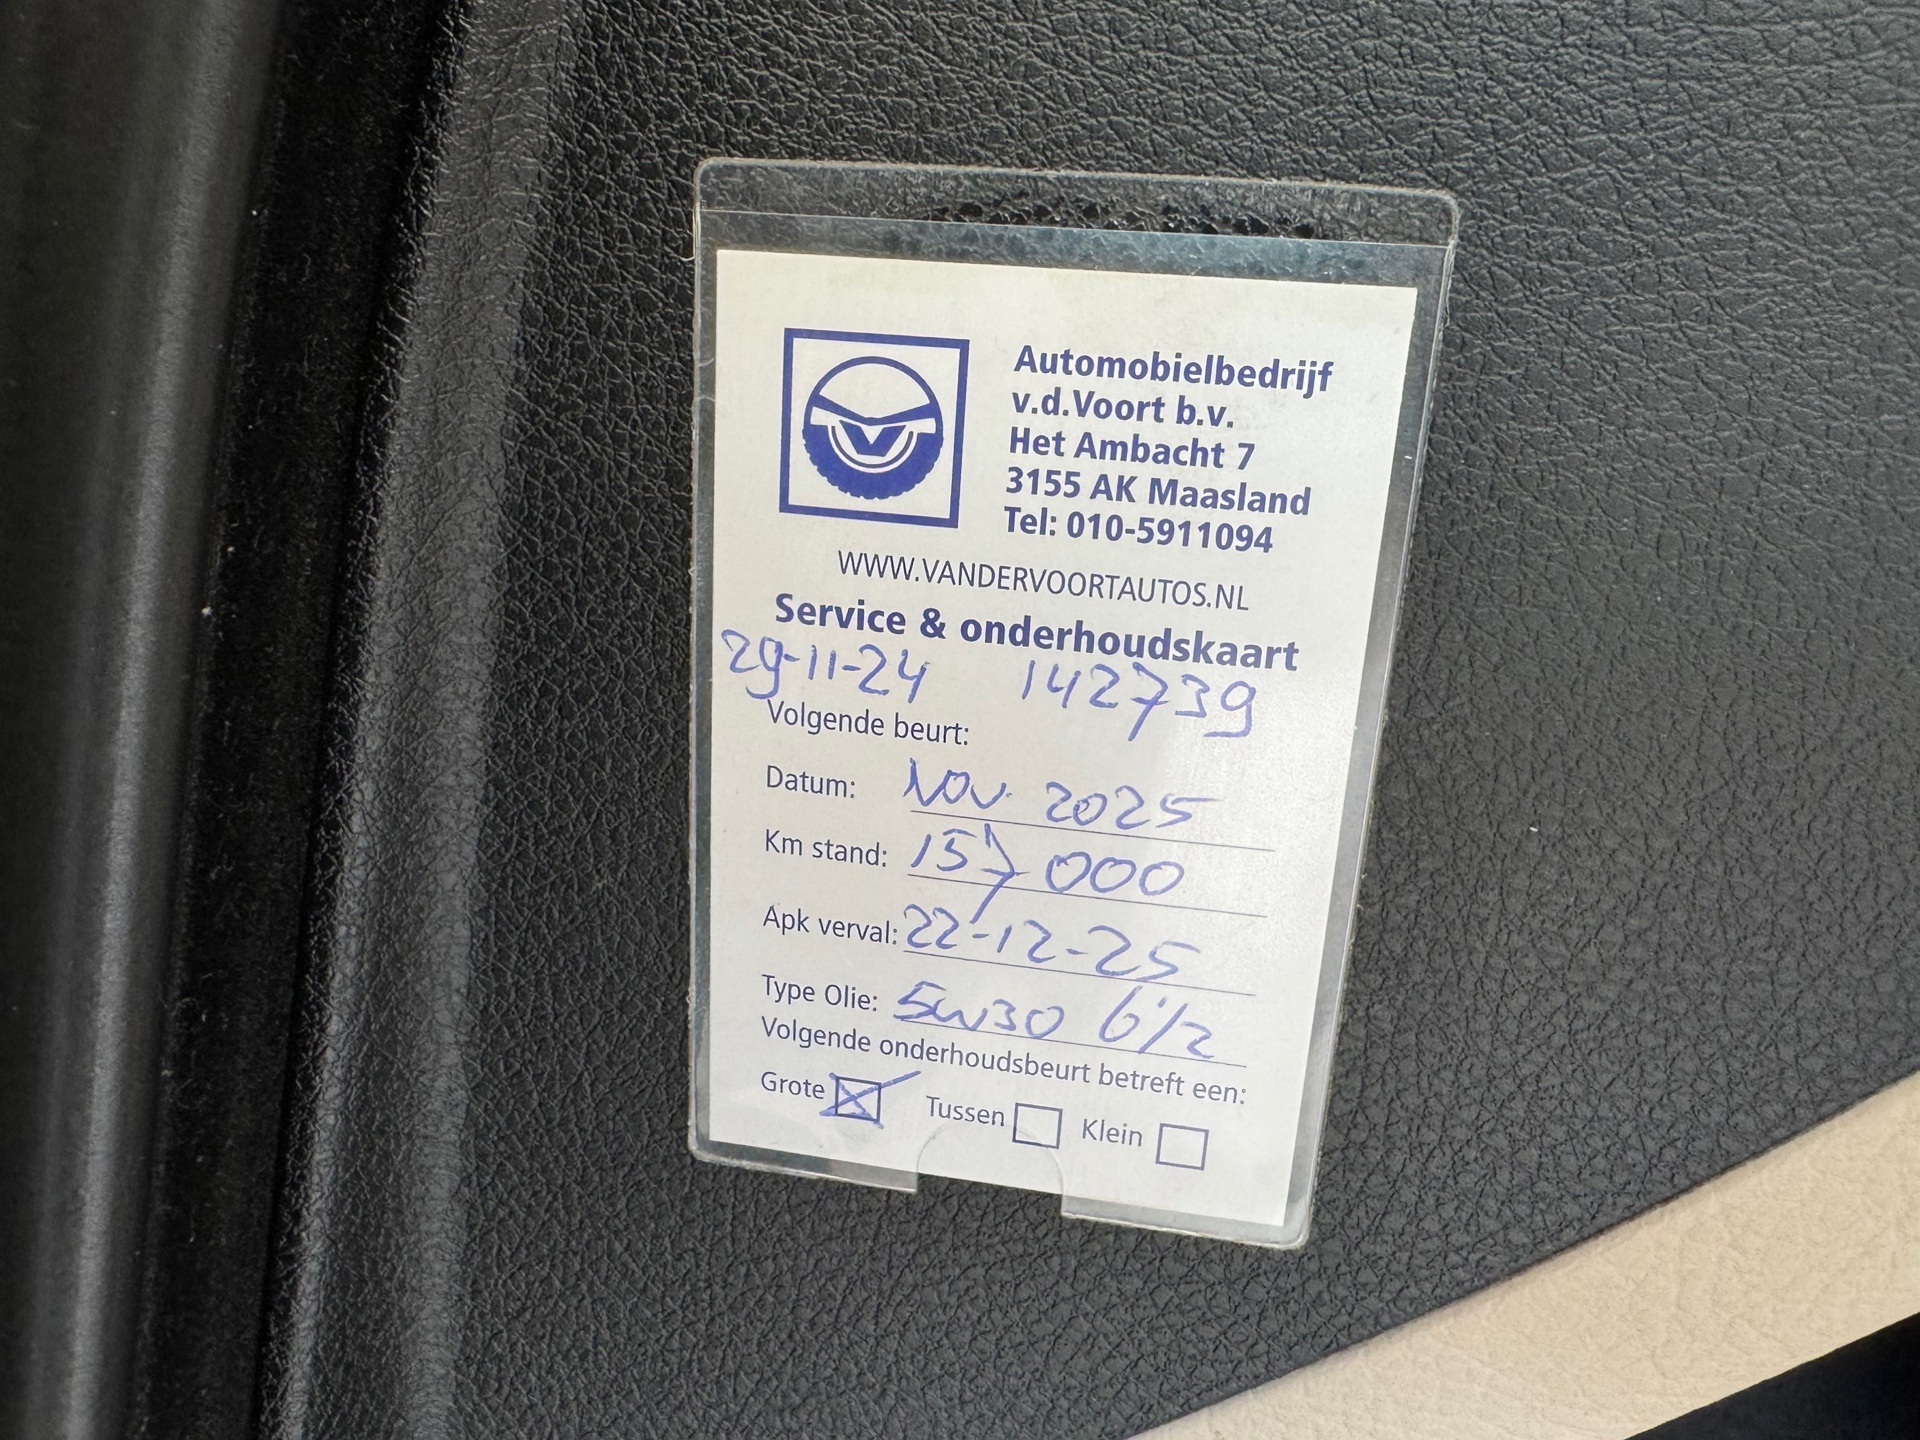 Automobielbedrijf
v.d.Voort b.v.
Het Ambacht 7
3155 AK Maasland
Tel: 010-5911094
WWW.VANDERVOORTAUTOS.NL
Service & onderhoudskaart
29-11-24 142739
Volgende beurt:
Datum: Nov. 2025
Km stand: 157000
Apk verval: 22-12-25
Type Olie: 5w30 6 1/2
Volgende onderhoudsbeurt betreft een:
Grote Tussen Klein